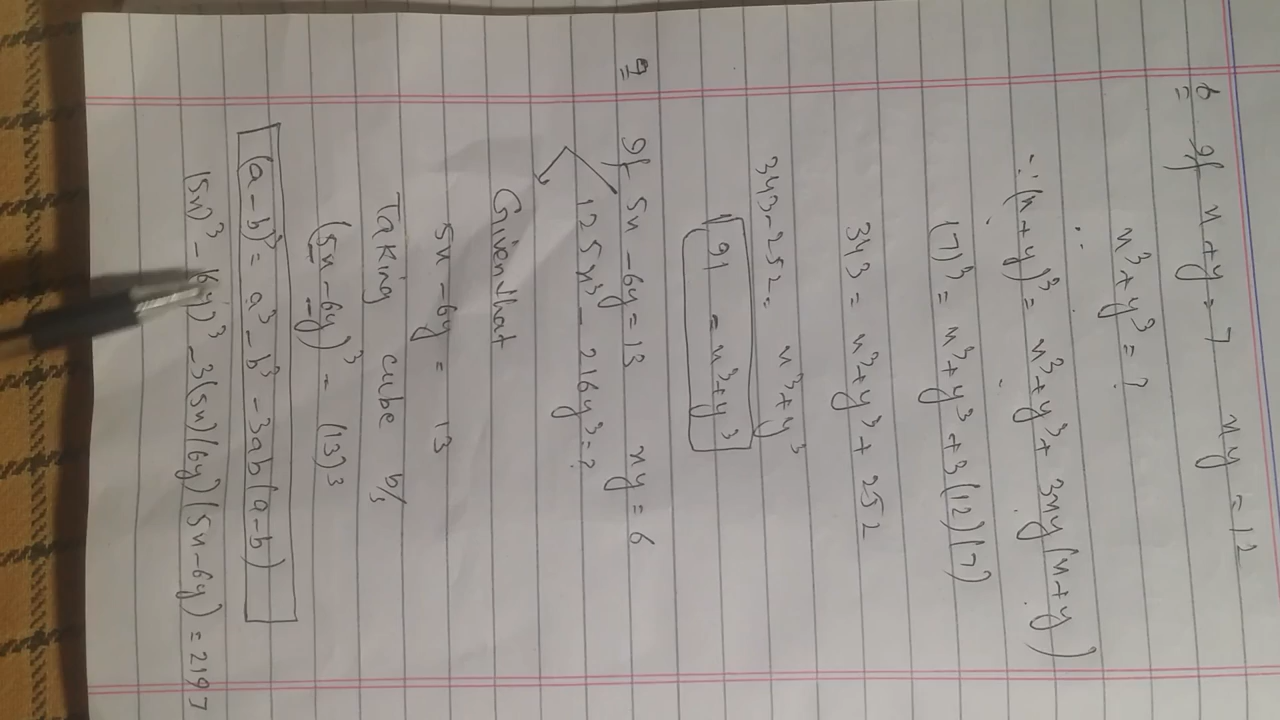 6 If x+y=7 xy=12
x³+y³=?
∵(x+y)³= x³+y³+ 3xy(x+y)
(7)³= x³+y³+3(12)(7)
343= x³+y³+ 252
343-252= x³+y³
91 = x³+y³
7 If 5x-6y=13 xy=6
125x³- 216y³=?
Given that
5x -6y= 13
Taking cube b/s
(5x-6y)³= (13)³
(a-b)³= a³-b³-3ab(a-b)
(5x)³-(6y)³-3(5x)(6y)(5x-6y)=2197